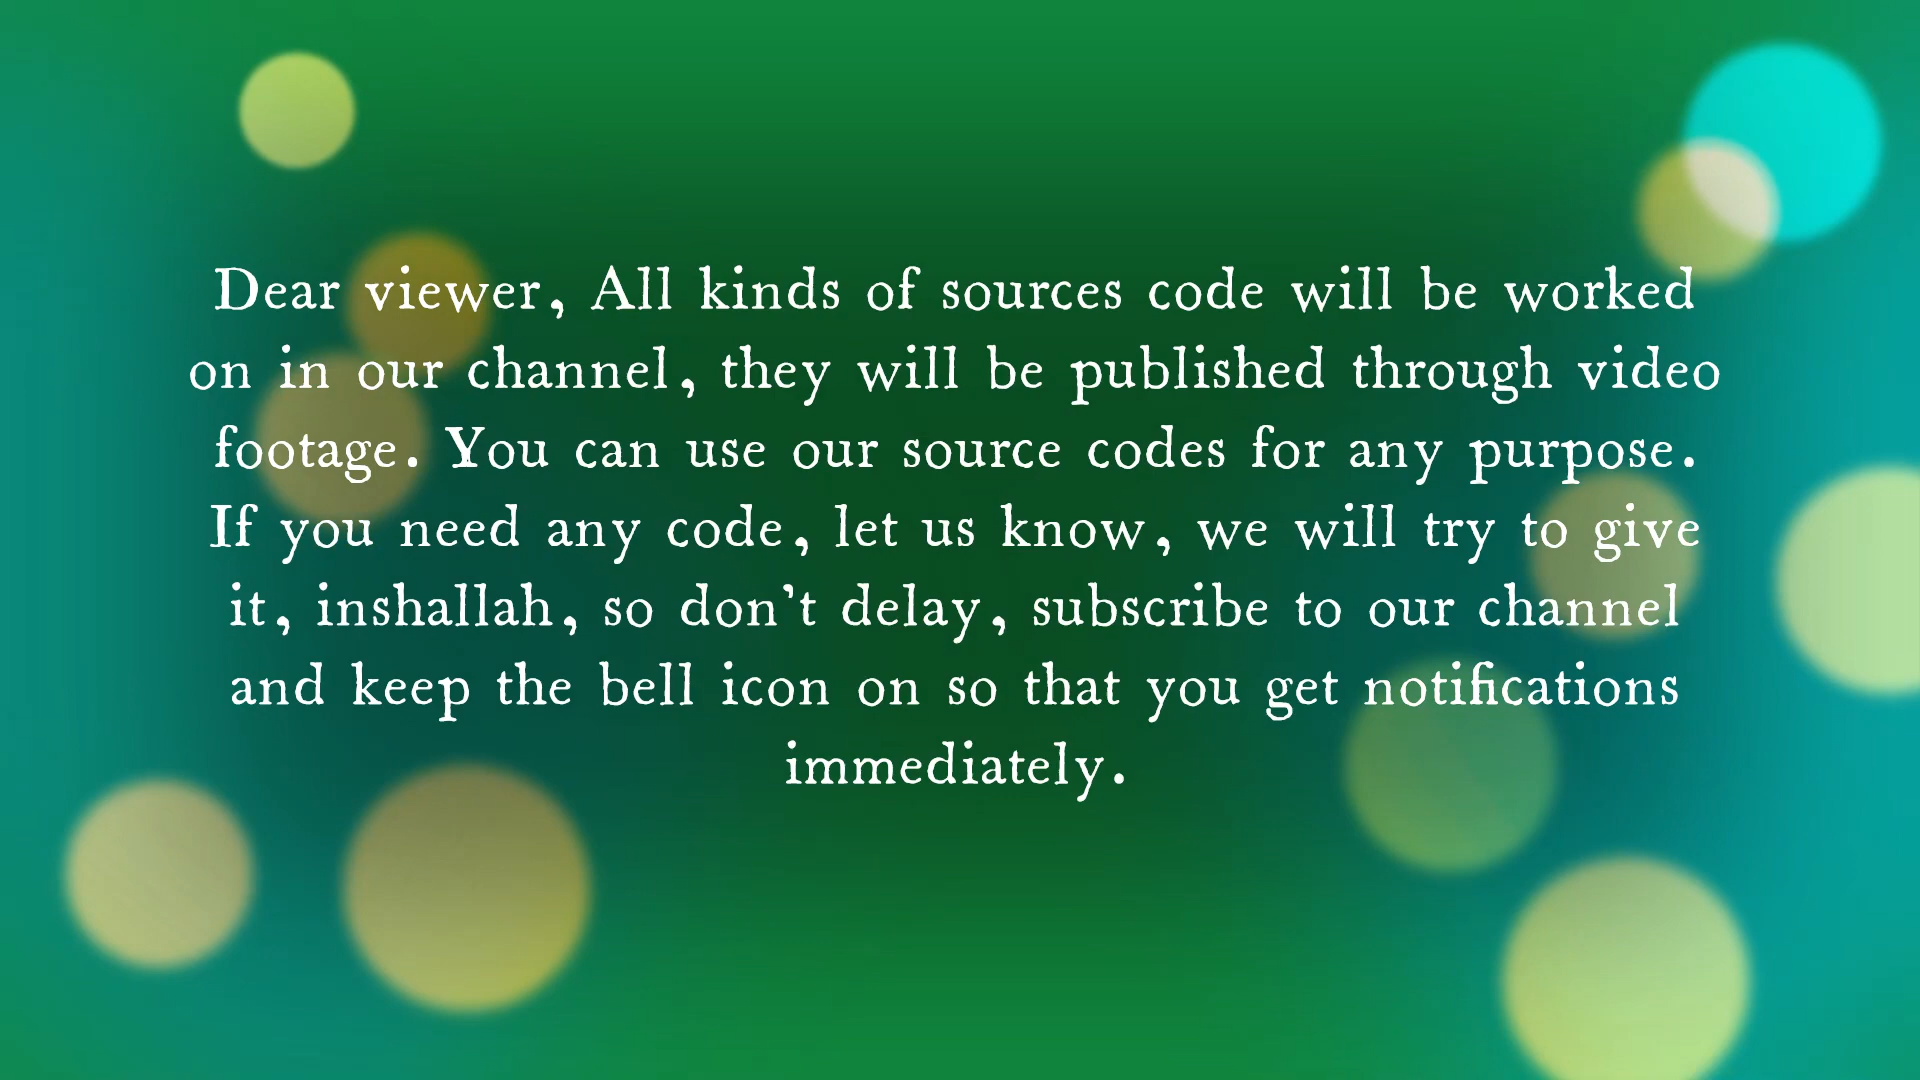 Dear viewer, All kinds of sources code will be worked
on in our channel, they will be published through video
footage. You can use our source codes for any purpose.
If you need any code, let us know, we will try to give
it, inshallah, so don't delay, subscribe to our channel
and keep the bell icon on so that you get notifications
immediately.